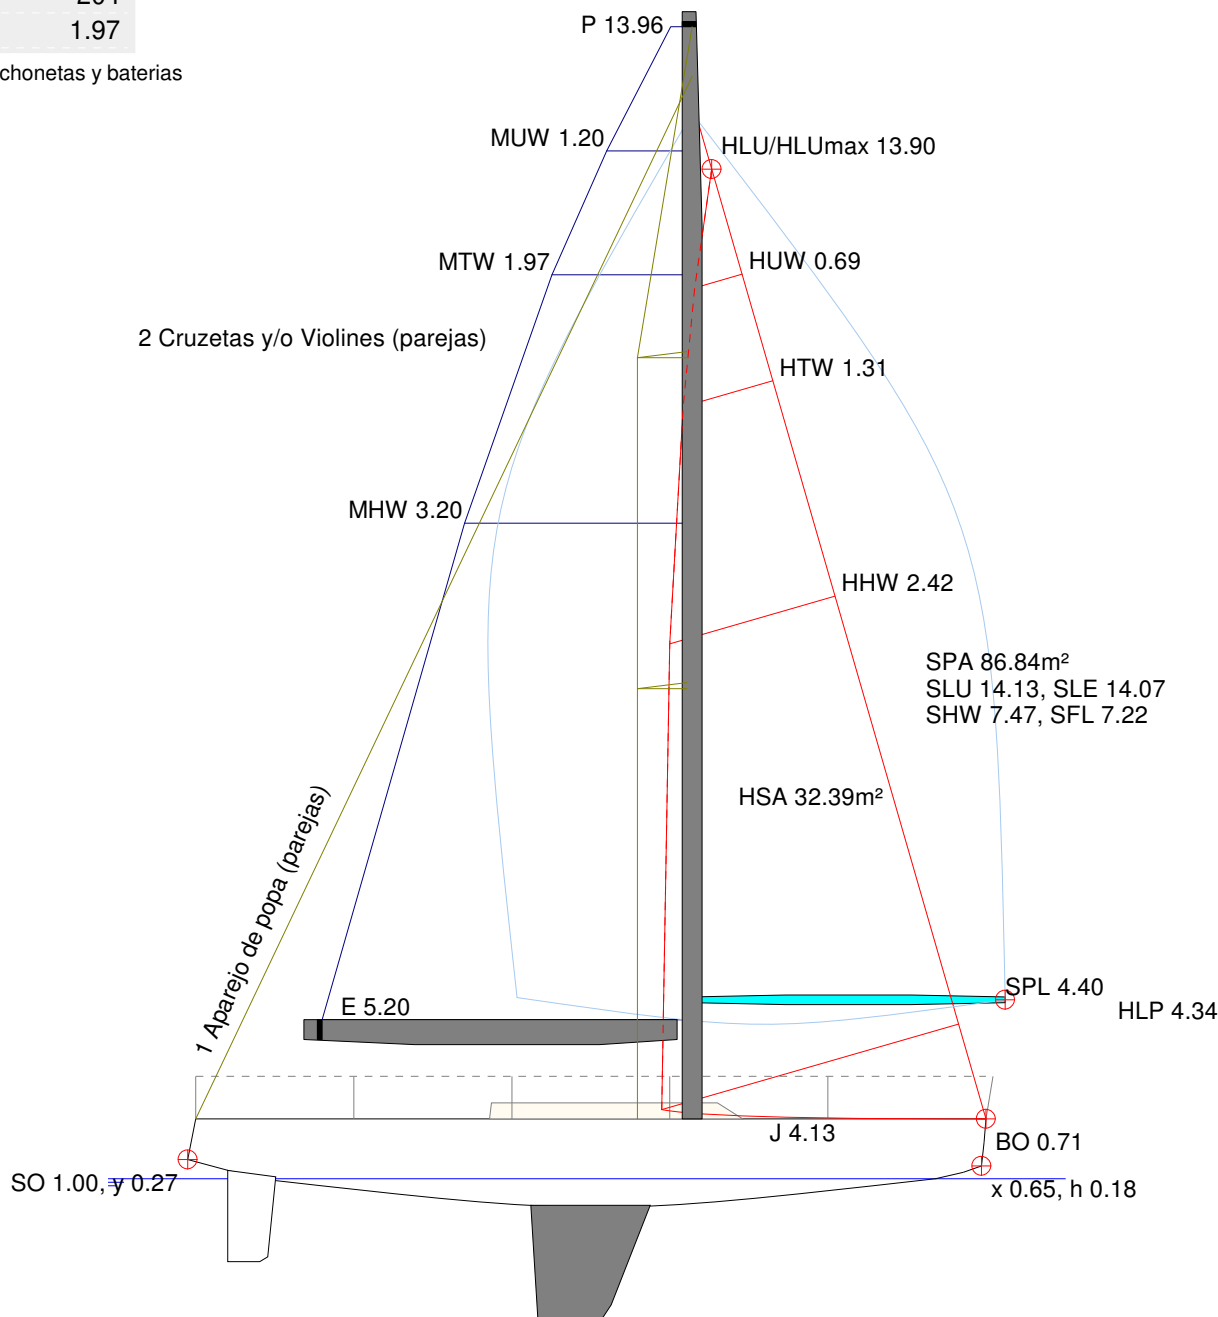 1.97
chonetas y baterias
P 13.96
MUW 1.20
HLU/HLUmax 13.90
MTW 1.97
HUW 0.69
2 Cruzetas y/o Violines (parejas)
HTW 1.31
MHW 3.20
HHW 2.42
SPA 86.84m²
SLU 14.13, SLE 14.07
SHW 7.47, SFL 7.22
HSA 32.39m²
1 Aparejo de popa (parejas)
SPL 4.40
E 5.20
HLP 4.34
J 4.13
BO 0.71
SO 1.00, y 0.27
x 0.65, h 0.18